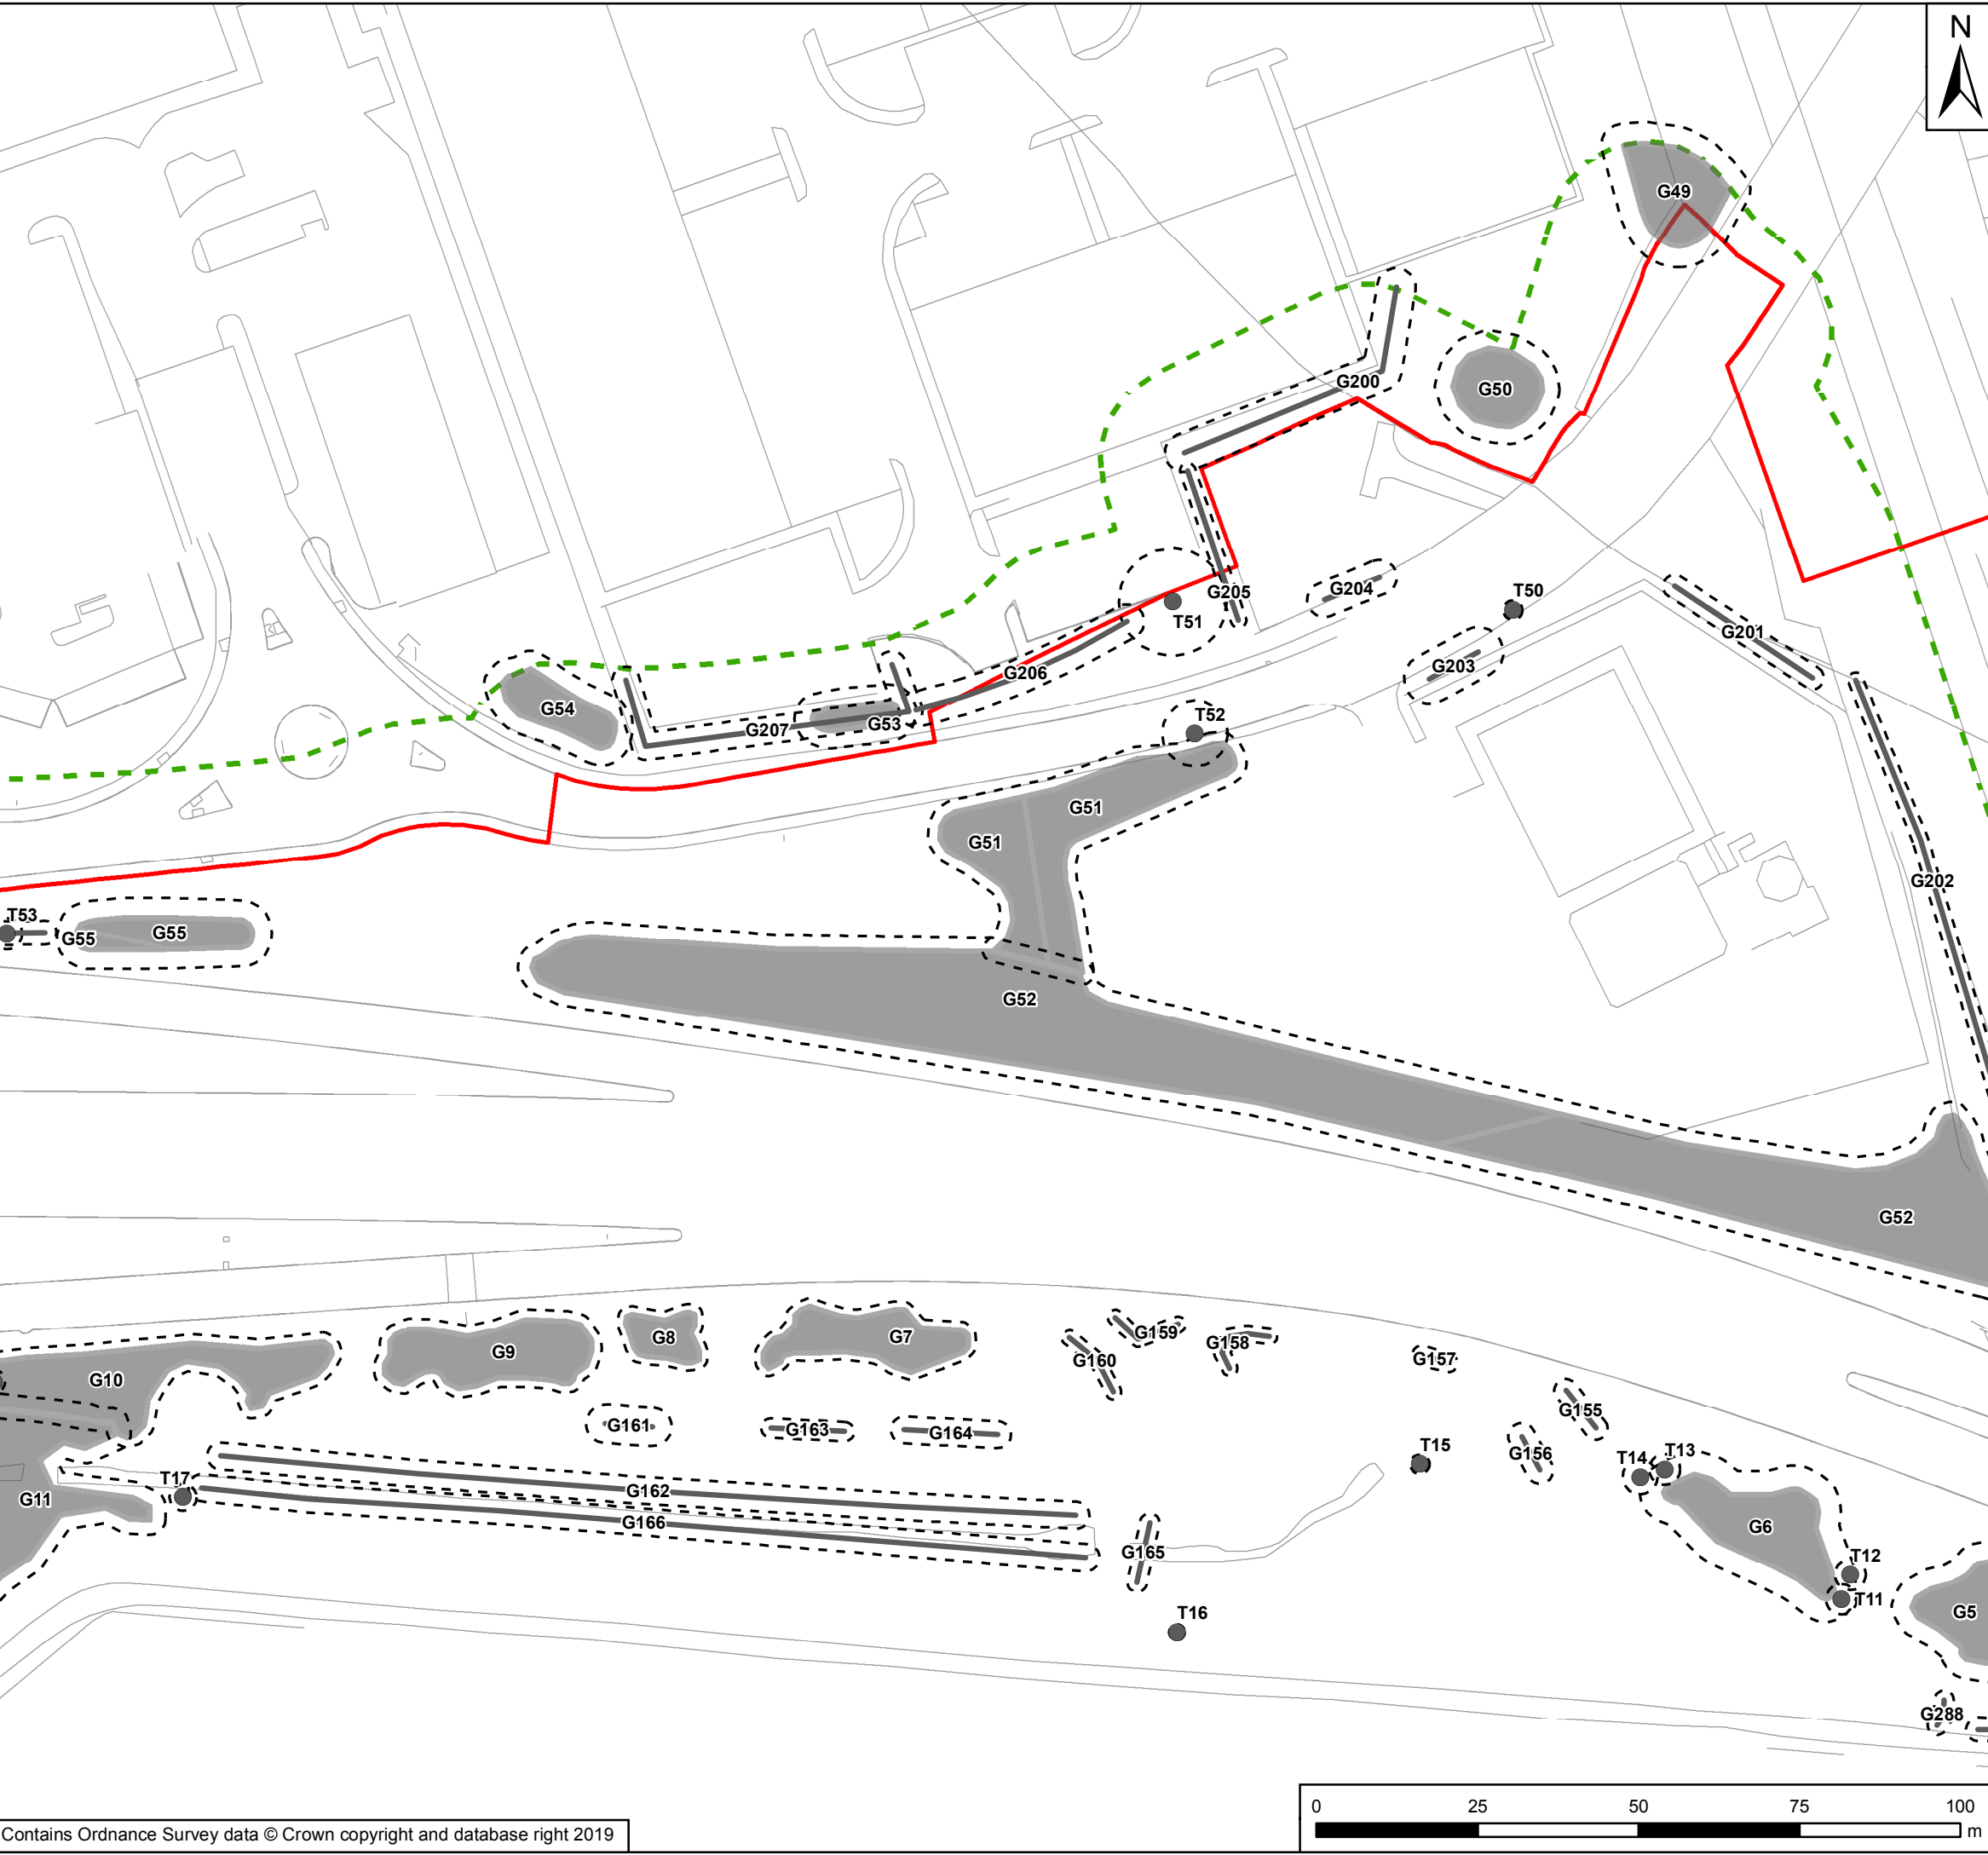 N
G49
G200
G50
G205
G204
T50
T51
G201
G203
G206
G54
T52
G53
G207
G51
G51
G202
T53
G55
G55
G52
G52
G159
G8
G7
G158
G9
G160
G157
G10
G155
G161
G163
G164
T15
G156
T13
T14
T17
G162
G11
G166
G6
G165
T12
T11
T16
G5
G288
0 25 50 75 100
m
Contains Ordnance Survey data © Crown copyright and database right 2019